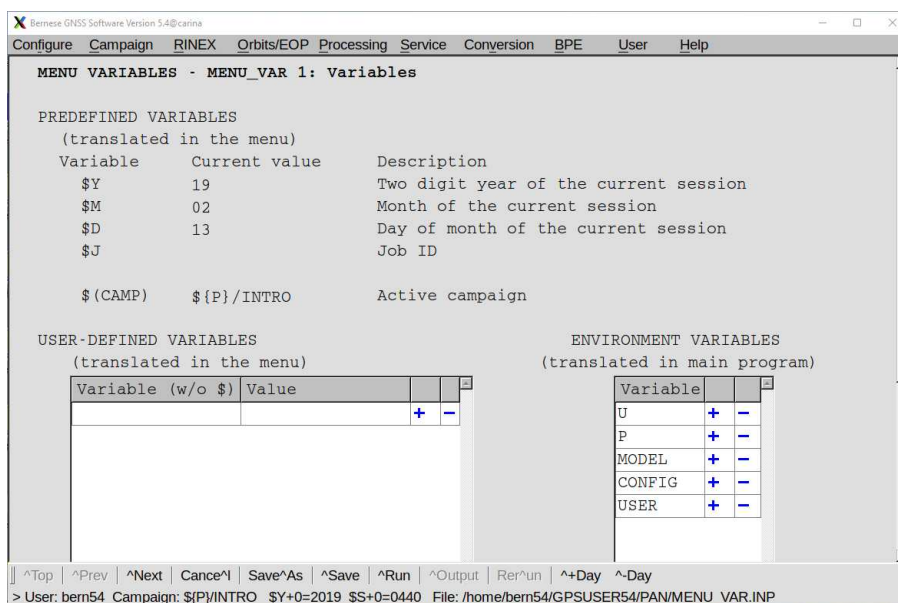 Bernese GNSS Software Version 5.4@carina
Configure Campaign RINEX Orbits/EOP Processing Service Conversion BPE User Help
MENU VARIABLES - MENU_VAR 1: Variables
PREDEFINED VARIABLES
(translated in the menu)
Variable Current value Description
$Y 19 Two digit year of the current session
$M 02 Month of the current session
$D 13 Day of month of the current session
$J Job ID
$(CAMP) ${P}/INTRO Active campaign
USER-DEFINED VARIABLES ENVIRONMENT VARIABLES
(translated in the menu) (translated in main program)
Variable (w/o $) Value Variable
+ - U + -
P + -
MODEL + -
CONFIG + -
USER + -
^Top | ^Prev | ^Next | Cance^l | Save^As | ^Save | ^Run | ^Output | Rer^un | ^+Day ^-Day
> User: bern54 Campaign: ${P}/INTRO $Y+0=2019 $S+0=0440 File: /home/bern54/GPSUSER54/PAN/MENU_VAR.INP